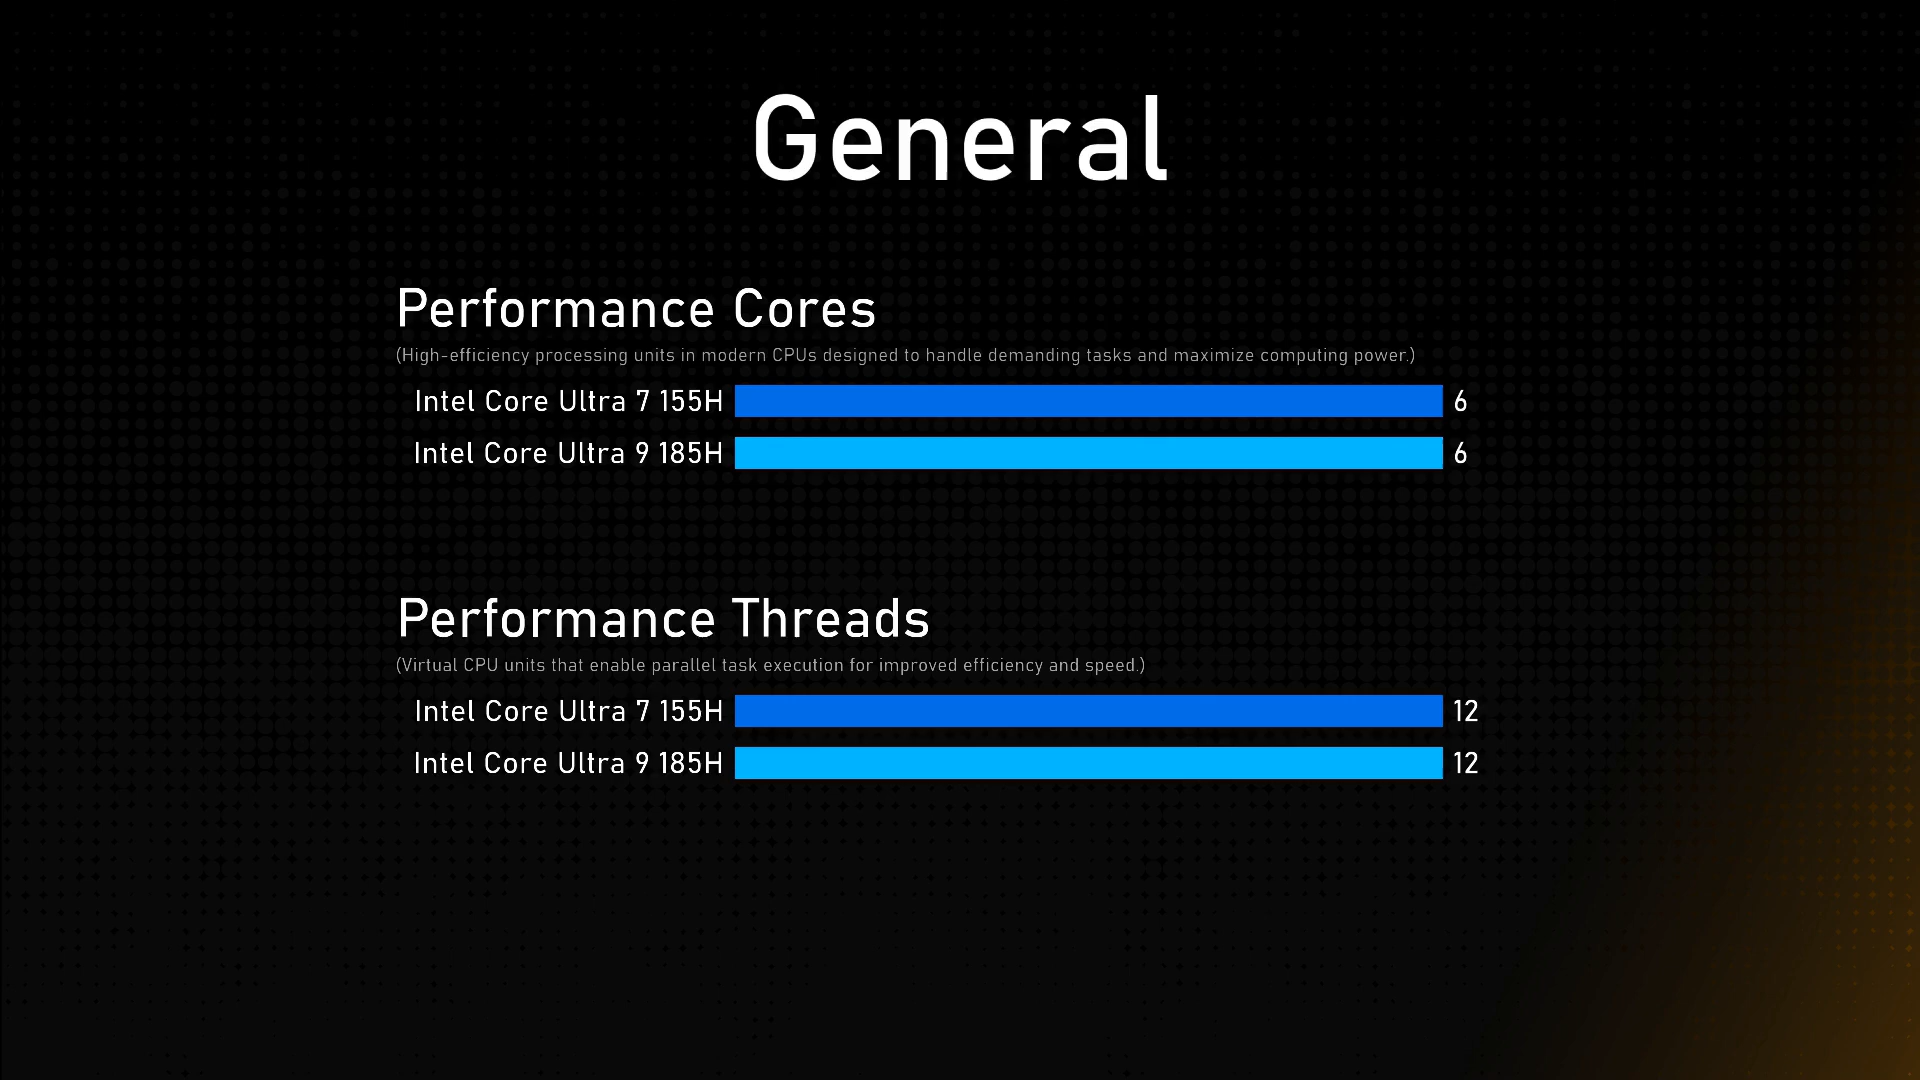 General
Performance Cores
(High-efficiency processing units in modern CPUs designed to handle demanding tasks and maximize computing power.)
Intel Core Ultra 7 155H 6
Intel Core Ultra 9 185H 6
Performance Threads
(Virtual CPU units that enable parallel task execution for improved efficiency and speed.)
Intel Core Ultra 7 155H 12
Intel Core Ultra 9 185H 12